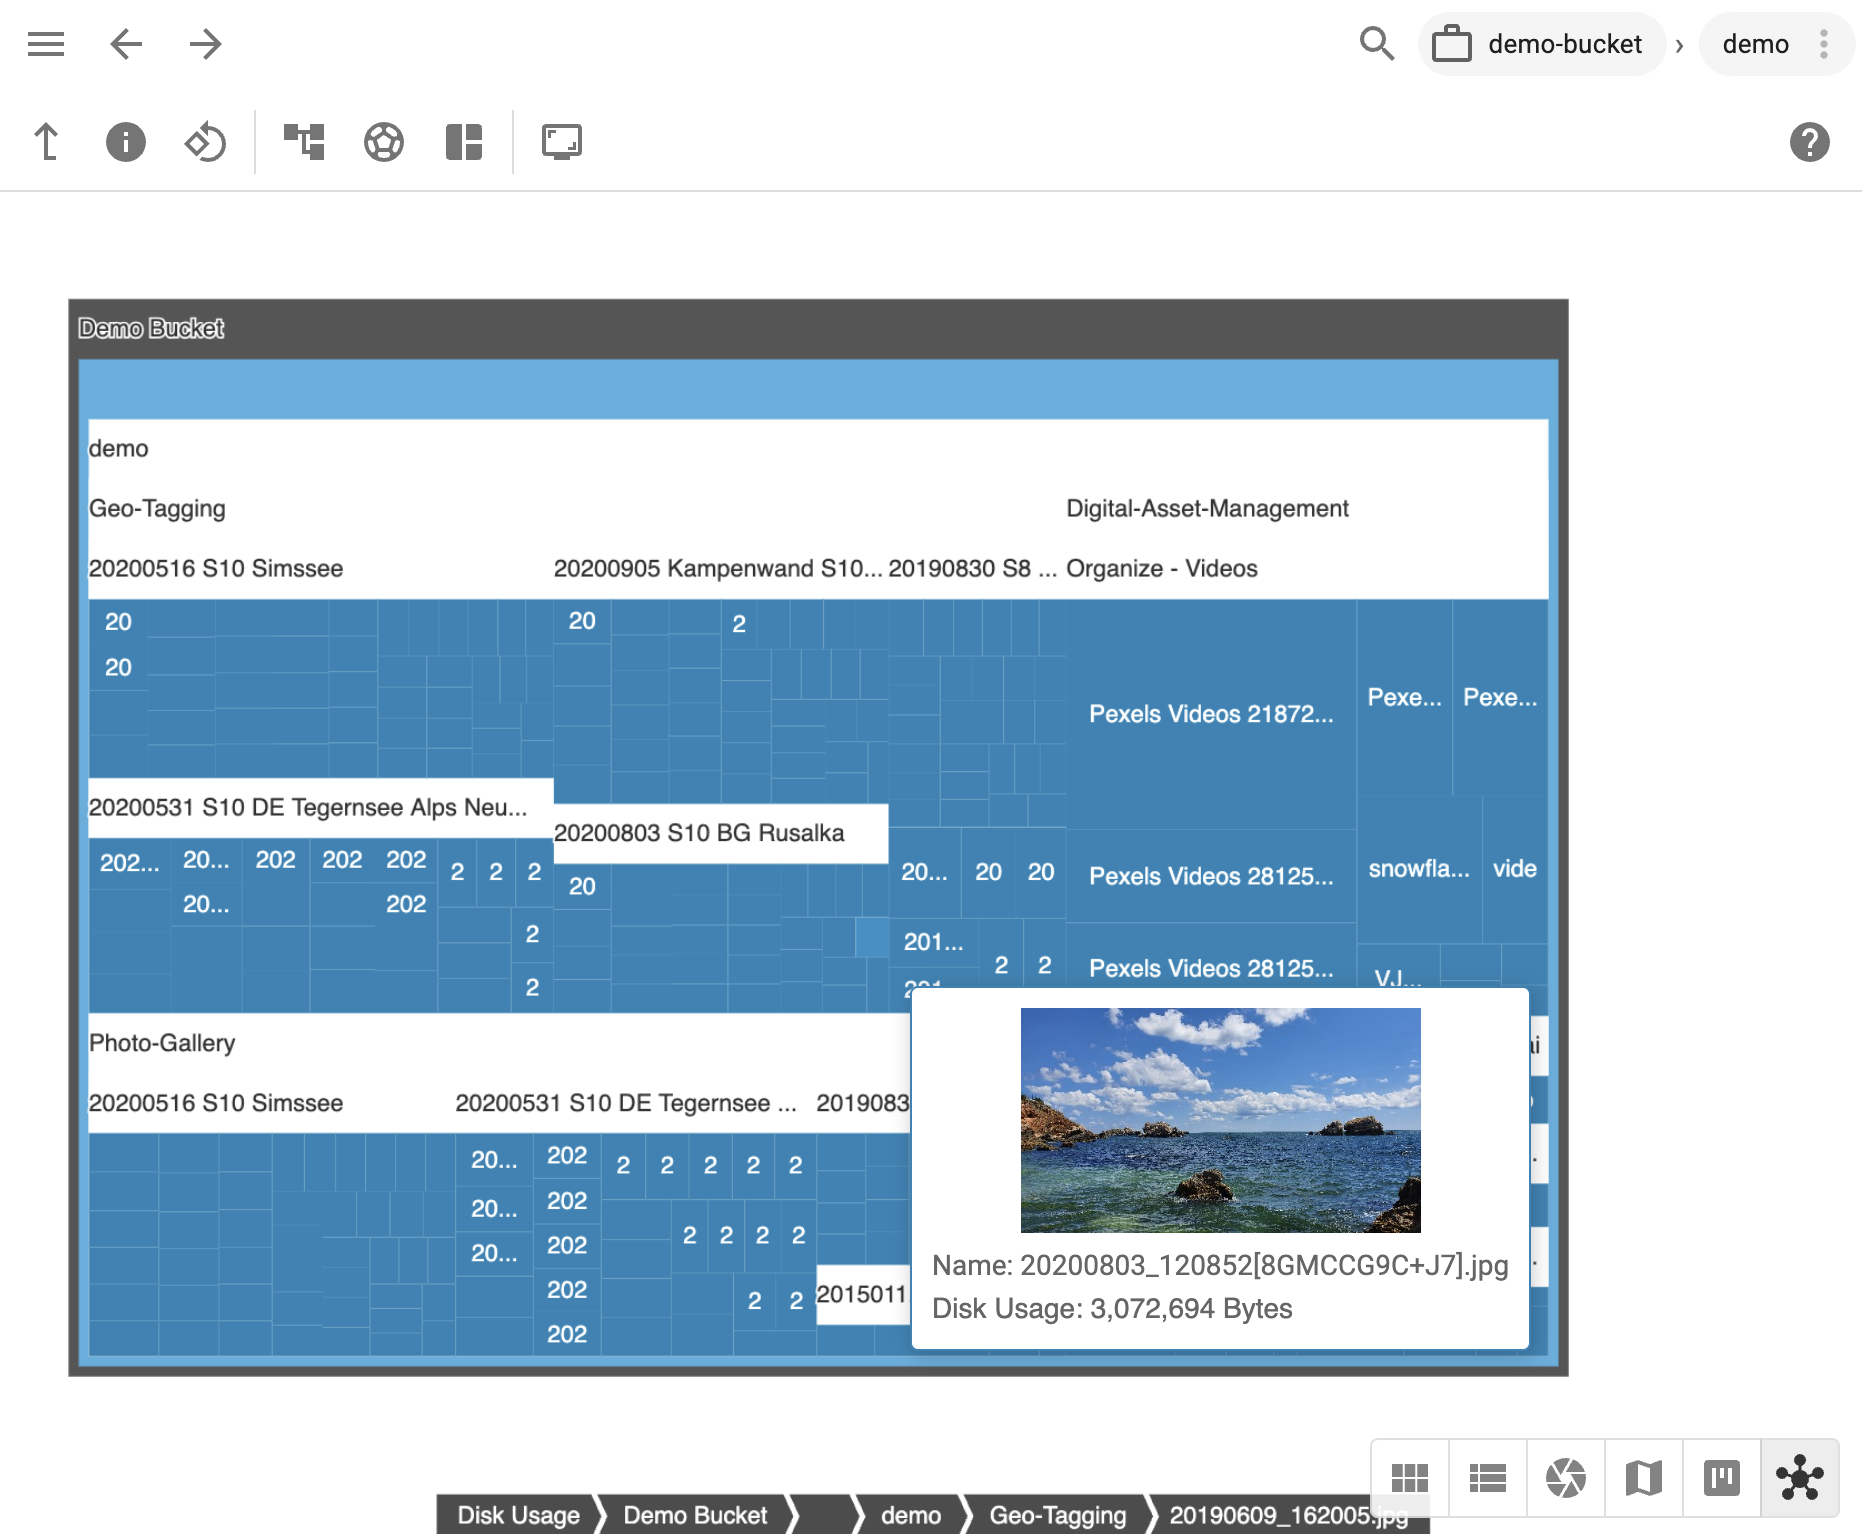 demo-bucket › demo
Demo Bucket
demo
Geo-Tagging
Digital-Asset-Management
20200516 S10 Simssee
20200905 Kampenwand S10...
20190830 S8 ...
Organize - Videos
20
20
20
2
Pexels Videos 21872...
Pexe...
Pexe...
20200531 S10 DE Tegernsee Alps Neu...
20200803 S10 BG Rusalka
202...
20...
202
202
202
2
2
2
20...
202
2
2
20
20...
20
20
201...
2
2
Pexels Videos 28125...
snowfla...
vide
Pexels Videos 28125...
VJ...
Photo-Gallery
20200516 S10 Simssee
20200531 S10 DE Tegernsee ...
2019083
20...
202
2
2
2
2
2
20...
202
20...
202
2
2
2
2
202
2
2
202
2015011
Name: 20200803_120852[8GMCCG9C+J7].jpg
Disk Usage: 3,072,694 Bytes
Disk Usage
Demo Bucket
demo
Geo-Tagging
20190609_162005.jpg